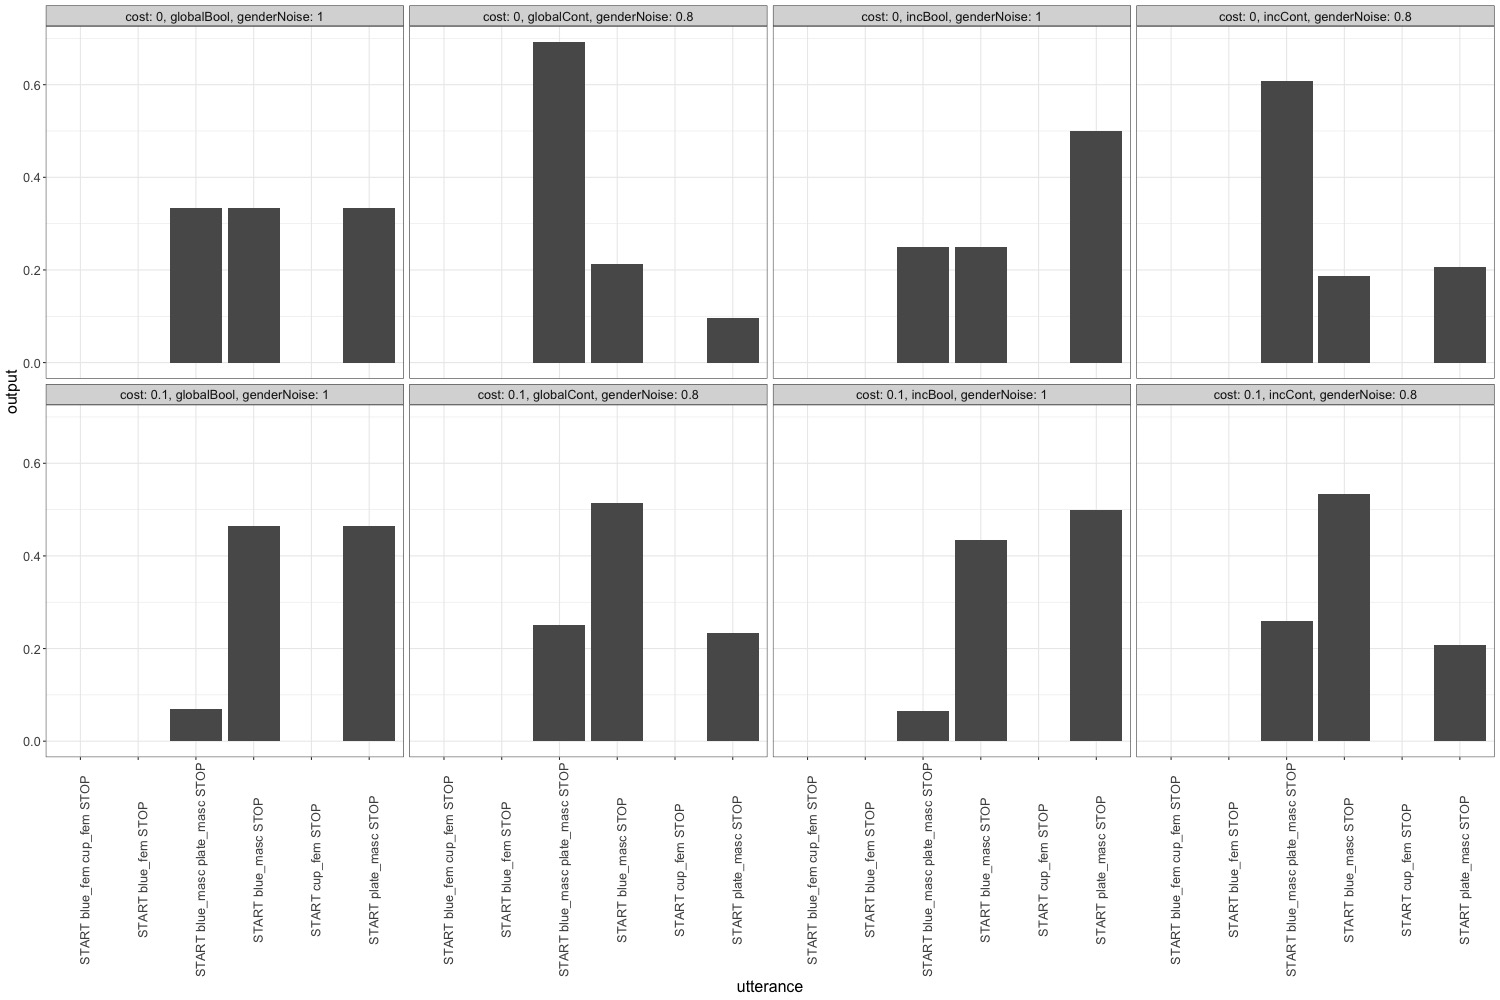 cost: 0, globalBool, genderNoise: 1
cost: 0, globalCont, genderNoise: 0.8
cost: 0, incBool, genderNoise: 1
cost: 0, incCont, genderNoise: 0.8
0.6
0.4
0.2
0.0
output
cost: 0.1, globalBool, genderNoise: 1
cost: 0.1, globalCont, genderNoise: 0.8
cost: 0.1, incBool, genderNoise: 1
cost: 0.1, incCont, genderNoise: 0.8
0.6
0.4
0.2
0.0
START blue_fem cup_fem STOP
START blue_fem STOP
START blue_masc plate_masc STOP
START blue_masc STOP
START cup_fem STOP
START plate_masc STOP
START blue_fem cup_fem STOP
START blue_fem STOP
START blue_masc plate_masc STOP
START blue_masc STOP
START cup_fem STOP
START plate_masc STOP
START blue_fem cup_fem STOP
START blue_fem STOP
START blue_masc plate_masc STOP
START blue_masc STOP
START cup_fem STOP
START plate_masc STOP
START blue_fem cup_fem STOP
START blue_fem STOP
START blue_masc plate_masc STOP
START blue_masc STOP
START cup_fem STOP
START plate_masc STOP
utterance